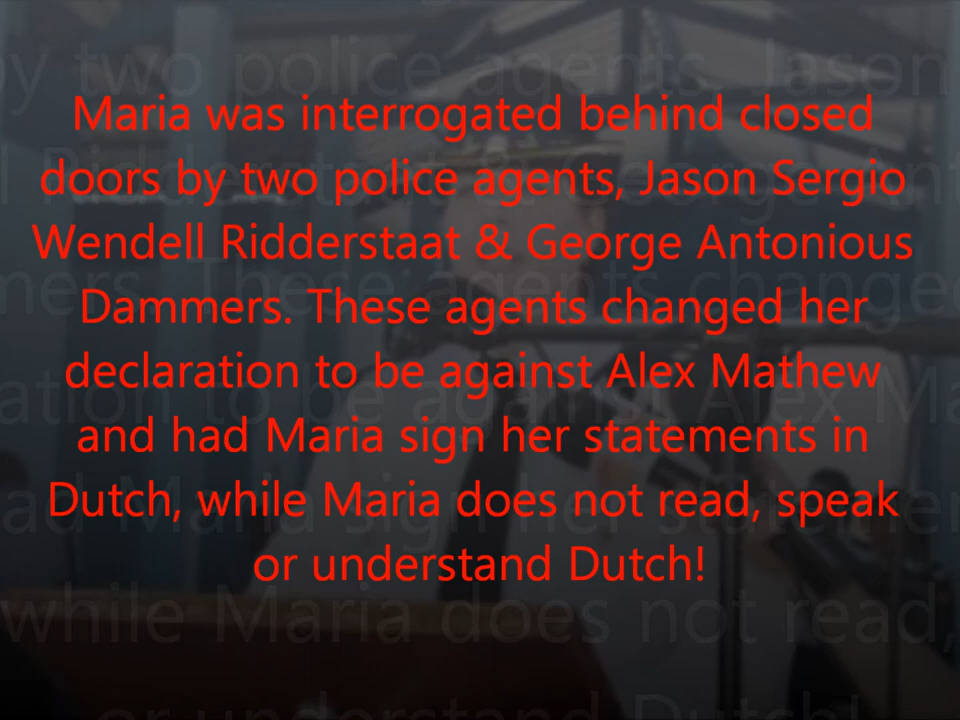 Maria was interrogated behind closed
doors by two police agents, Jason Sergio
Wendell Ridderstaat & George Antonious
Dammers. These agents changed her
declaration to be against Alex Mathew
and had Maria sign her statements in
Dutch, while Maria does not read, speak
or understand Dutch!